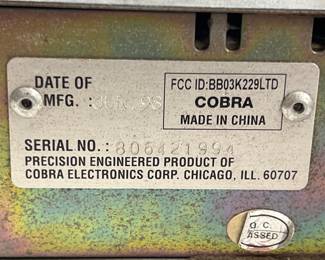 DATE OF
MFG. :
FCC ID:BB03K229LTD
COBRA
MADE IN CHINA
SERIAL NO. : 806421994
PRECISION ENGINEERED PRODUCT OF
COBRA ELECTRONICS CORP. CHICAGO, ILL. 60707
Q.C.